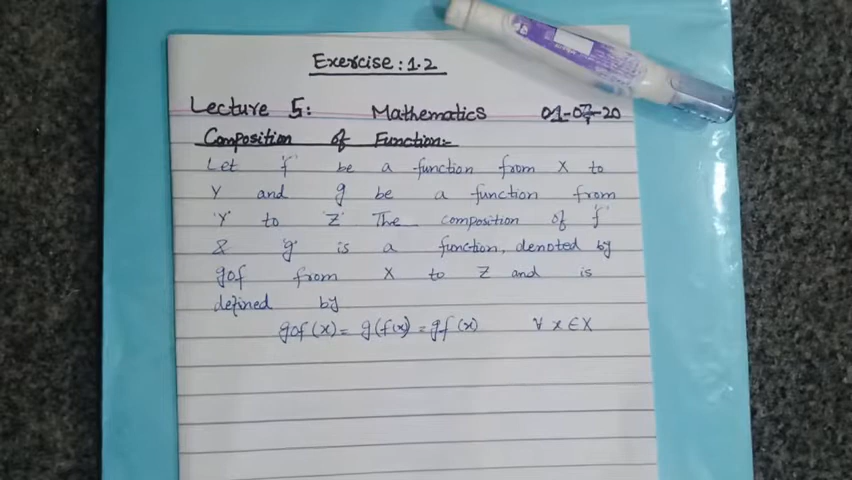 Exercise: 1.2
Lecture 5: Mathematics 01-07-20
Composition of Function:-
Let 'f' be a function from X to
Y and g be a function from
'Y' to 'Z' The composition of 'f'
& 'g' is a function, denoted by
gof from X to Z and is
defined by
gof(x) = g(f(x)) = gf(x) ∀ x ∈ X